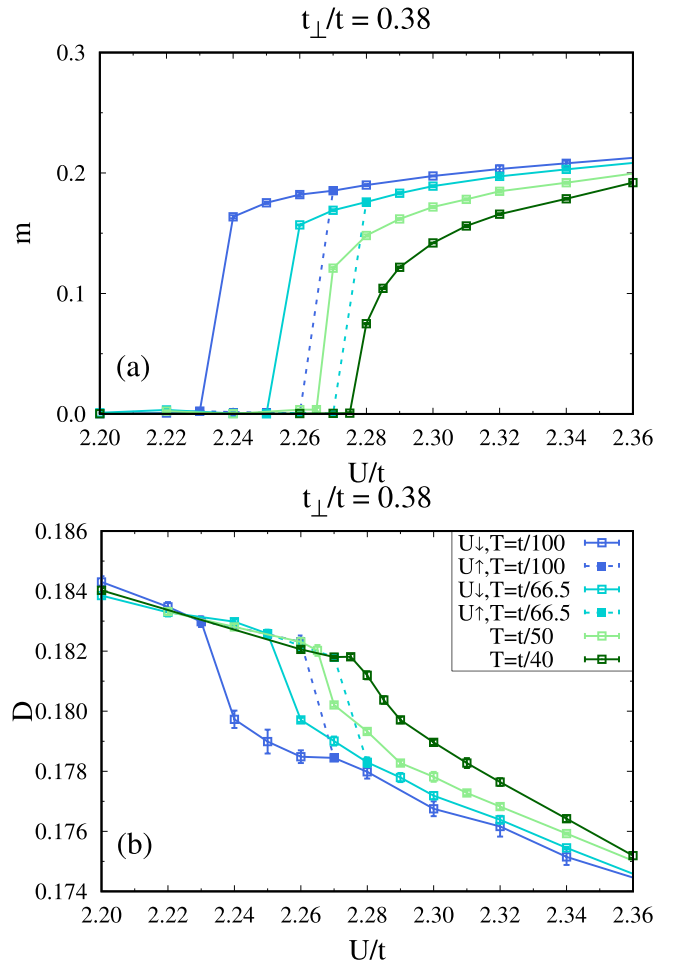 t⊥/t = 0.38
0.3
0.2
0.1
0.0
m
(a)
2.20 2.22 2.24 2.26 2.28 2.30 2.32 2.34 2.36
U/t
t⊥/t = 0.38
0.186
0.184
0.182
0.180
0.178
0.176
0.174
D
U↓,T=t/100
U↑,T=t/100
U↓,T=t/66.5
U↑,T=t/66.5
T=t/50
T=t/40
(b)
2.20 2.22 2.24 2.26 2.28 2.30 2.32 2.34 2.36
U/t